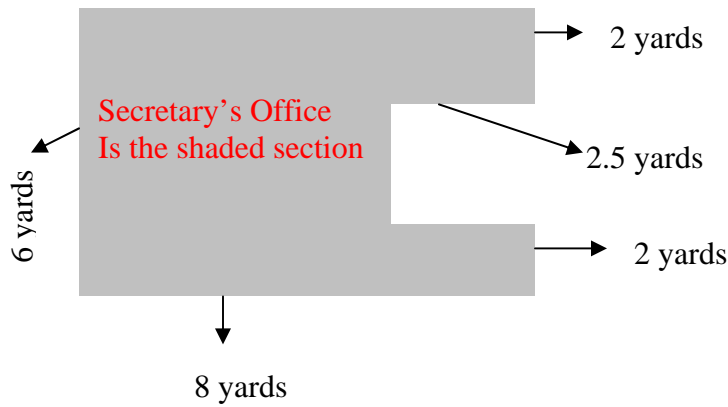 2 yards
Secretary’s Office
Is the shaded section
2.5 yards
6 yards
2 yards
8 yards